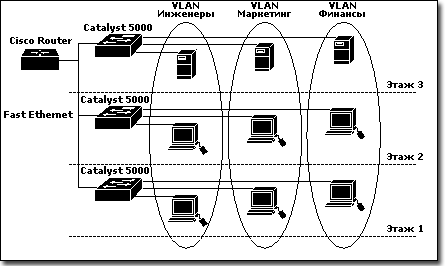 VLAN
Инженеры
VLAN
Маркетинг
VLAN
Финансы
Catalyst 5000
Cisco Router
Этаж 3
Catalyst 5000
Fast Ethernet
Этаж 2
Catalyst 5000
Этаж 1